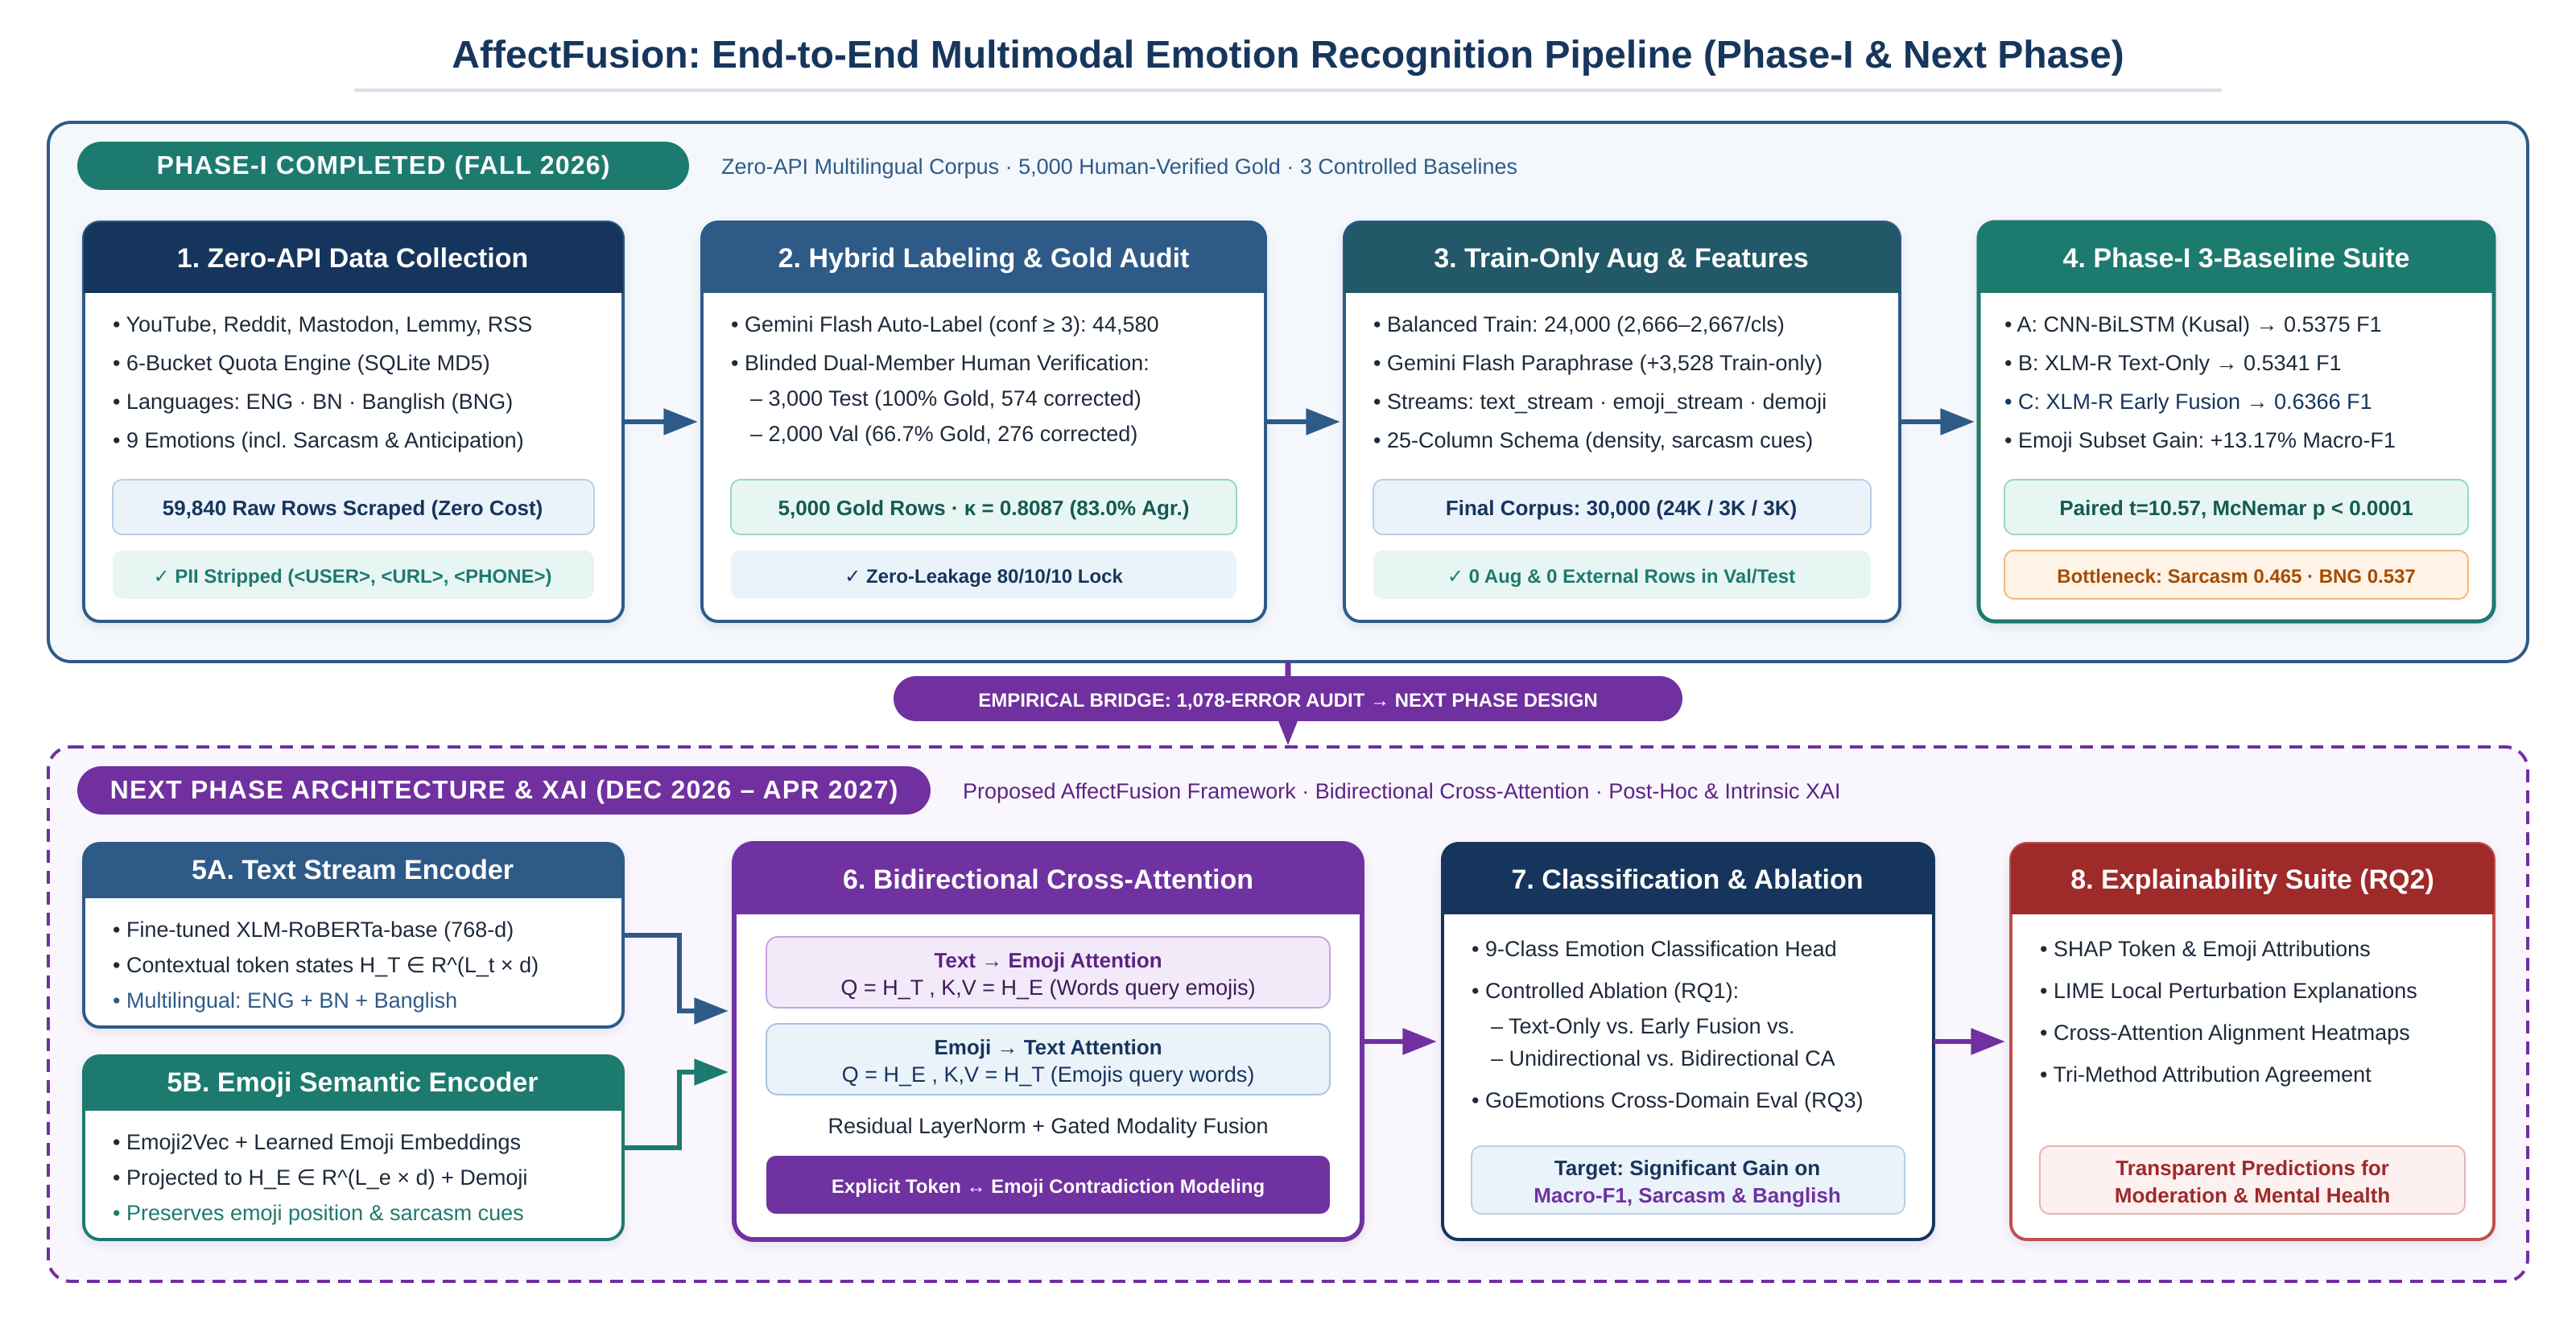 AffectFusion: End-to-End Multimodal Emotion Recognition Pipeline (Phase-I & Next Phase)
PHASE-I COMPLETED (FALL 2026)
Zero-API Multilingual Corpus · 5,000 Human-Verified Gold · 3 Controlled Baselines
1. Zero-API Data Collection
• YouTube, Reddit, Mastodon, Lemmy, RSS
• 6-Bucket Quota Engine (SQLite MD5)
• Languages: ENG · BN · Banglish (BNG)
• 9 Emotions (incl. Sarcasm & Anticipation)
59,840 Raw Rows Scraped (Zero Cost)
✓ PII Stripped (<USER>, <URL>, <PHONE>)
2. Hybrid Labeling & Gold Audit
• Gemini Flash Auto-Label (conf ≥ 3): 44,580
• Blinded Dual-Member Human Verification:
– 3,000 Test (100% Gold, 574 corrected)
– 2,000 Val (66.7% Gold, 276 corrected)
5,000 Gold Rows · κ = 0.8087 (83.0% Agr.)
✓ Zero-Leakage 80/10/10 Lock
3. Train-Only Aug & Features
• Balanced Train: 24,000 (2,666–2,667/cls)
• Gemini Flash Paraphrase (+3,528 Train-only)
• Streams: text_stream · emoji_stream · demoji
• 25-Column Schema (density, sarcasm cues)
Final Corpus: 30,000 (24K / 3K / 3K)
✓ 0 Aug & 0 External Rows in Val/Test
4. Phase-I 3-Baseline Suite
• A: CNN-BiLSTM (Kusal) → 0.5375 F1
• B: XLM-R Text-Only → 0.5341 F1
• C: XLM-R Early Fusion → 0.6366 F1
• Emoji Subset Gain: +13.17% Macro-F1
Paired t=10.57, McNemar p < 0.0001
Bottleneck: Sarcasm 0.465 · BNG 0.537
EMPIRICAL BRIDGE: 1,078-ERROR AUDIT → NEXT PHASE DESIGN
NEXT PHASE ARCHITECTURE & XAI (DEC 2026 – APR 2027)
Proposed AffectFusion Framework · Bidirectional Cross-Attention · Post-Hoc & Intrinsic XAI
5A. Text Stream Encoder
• Fine-tuned XLM-RoBERTa-base (768-d)
• Contextual token states H_T ∈ R^(L_t × d)
• Multilingual: ENG + BN + Banglish
5B. Emoji Semantic Encoder
• Emoji2Vec + Learned Emoji Embeddings
• Projected to H_E ∈ R^(L_e × d) + Demoji
• Preserves emoji position & sarcasm cues
6. Bidirectional Cross-Attention
Text → Emoji Attention
Q = H_T , K,V = H_E (Words query emojis)
Emoji → Text Attention
Q = H_E , K,V = H_T (Emojis query words)
Residual LayerNorm + Gated Modality Fusion
Explicit Token ↔ Emoji Contradiction Modeling
7. Classification & Ablation
• 9-Class Emotion Classification Head
• Controlled Ablation (RQ1):
– Text-Only vs. Early Fusion vs.
– Unidirectional vs. Bidirectional CA
• GoEmotions Cross-Domain Eval (RQ3)
Target: Significant Gain on
Macro-F1, Sarcasm & Banglish
8. Explainability Suite (RQ2)
• SHAP Token & Emoji Attributions
• LIME Local Perturbation Explanations
• Cross-Attention Alignment Heatmaps
• Tri-Method Attribution Agreement
Transparent Predictions for
Moderation & Mental Health